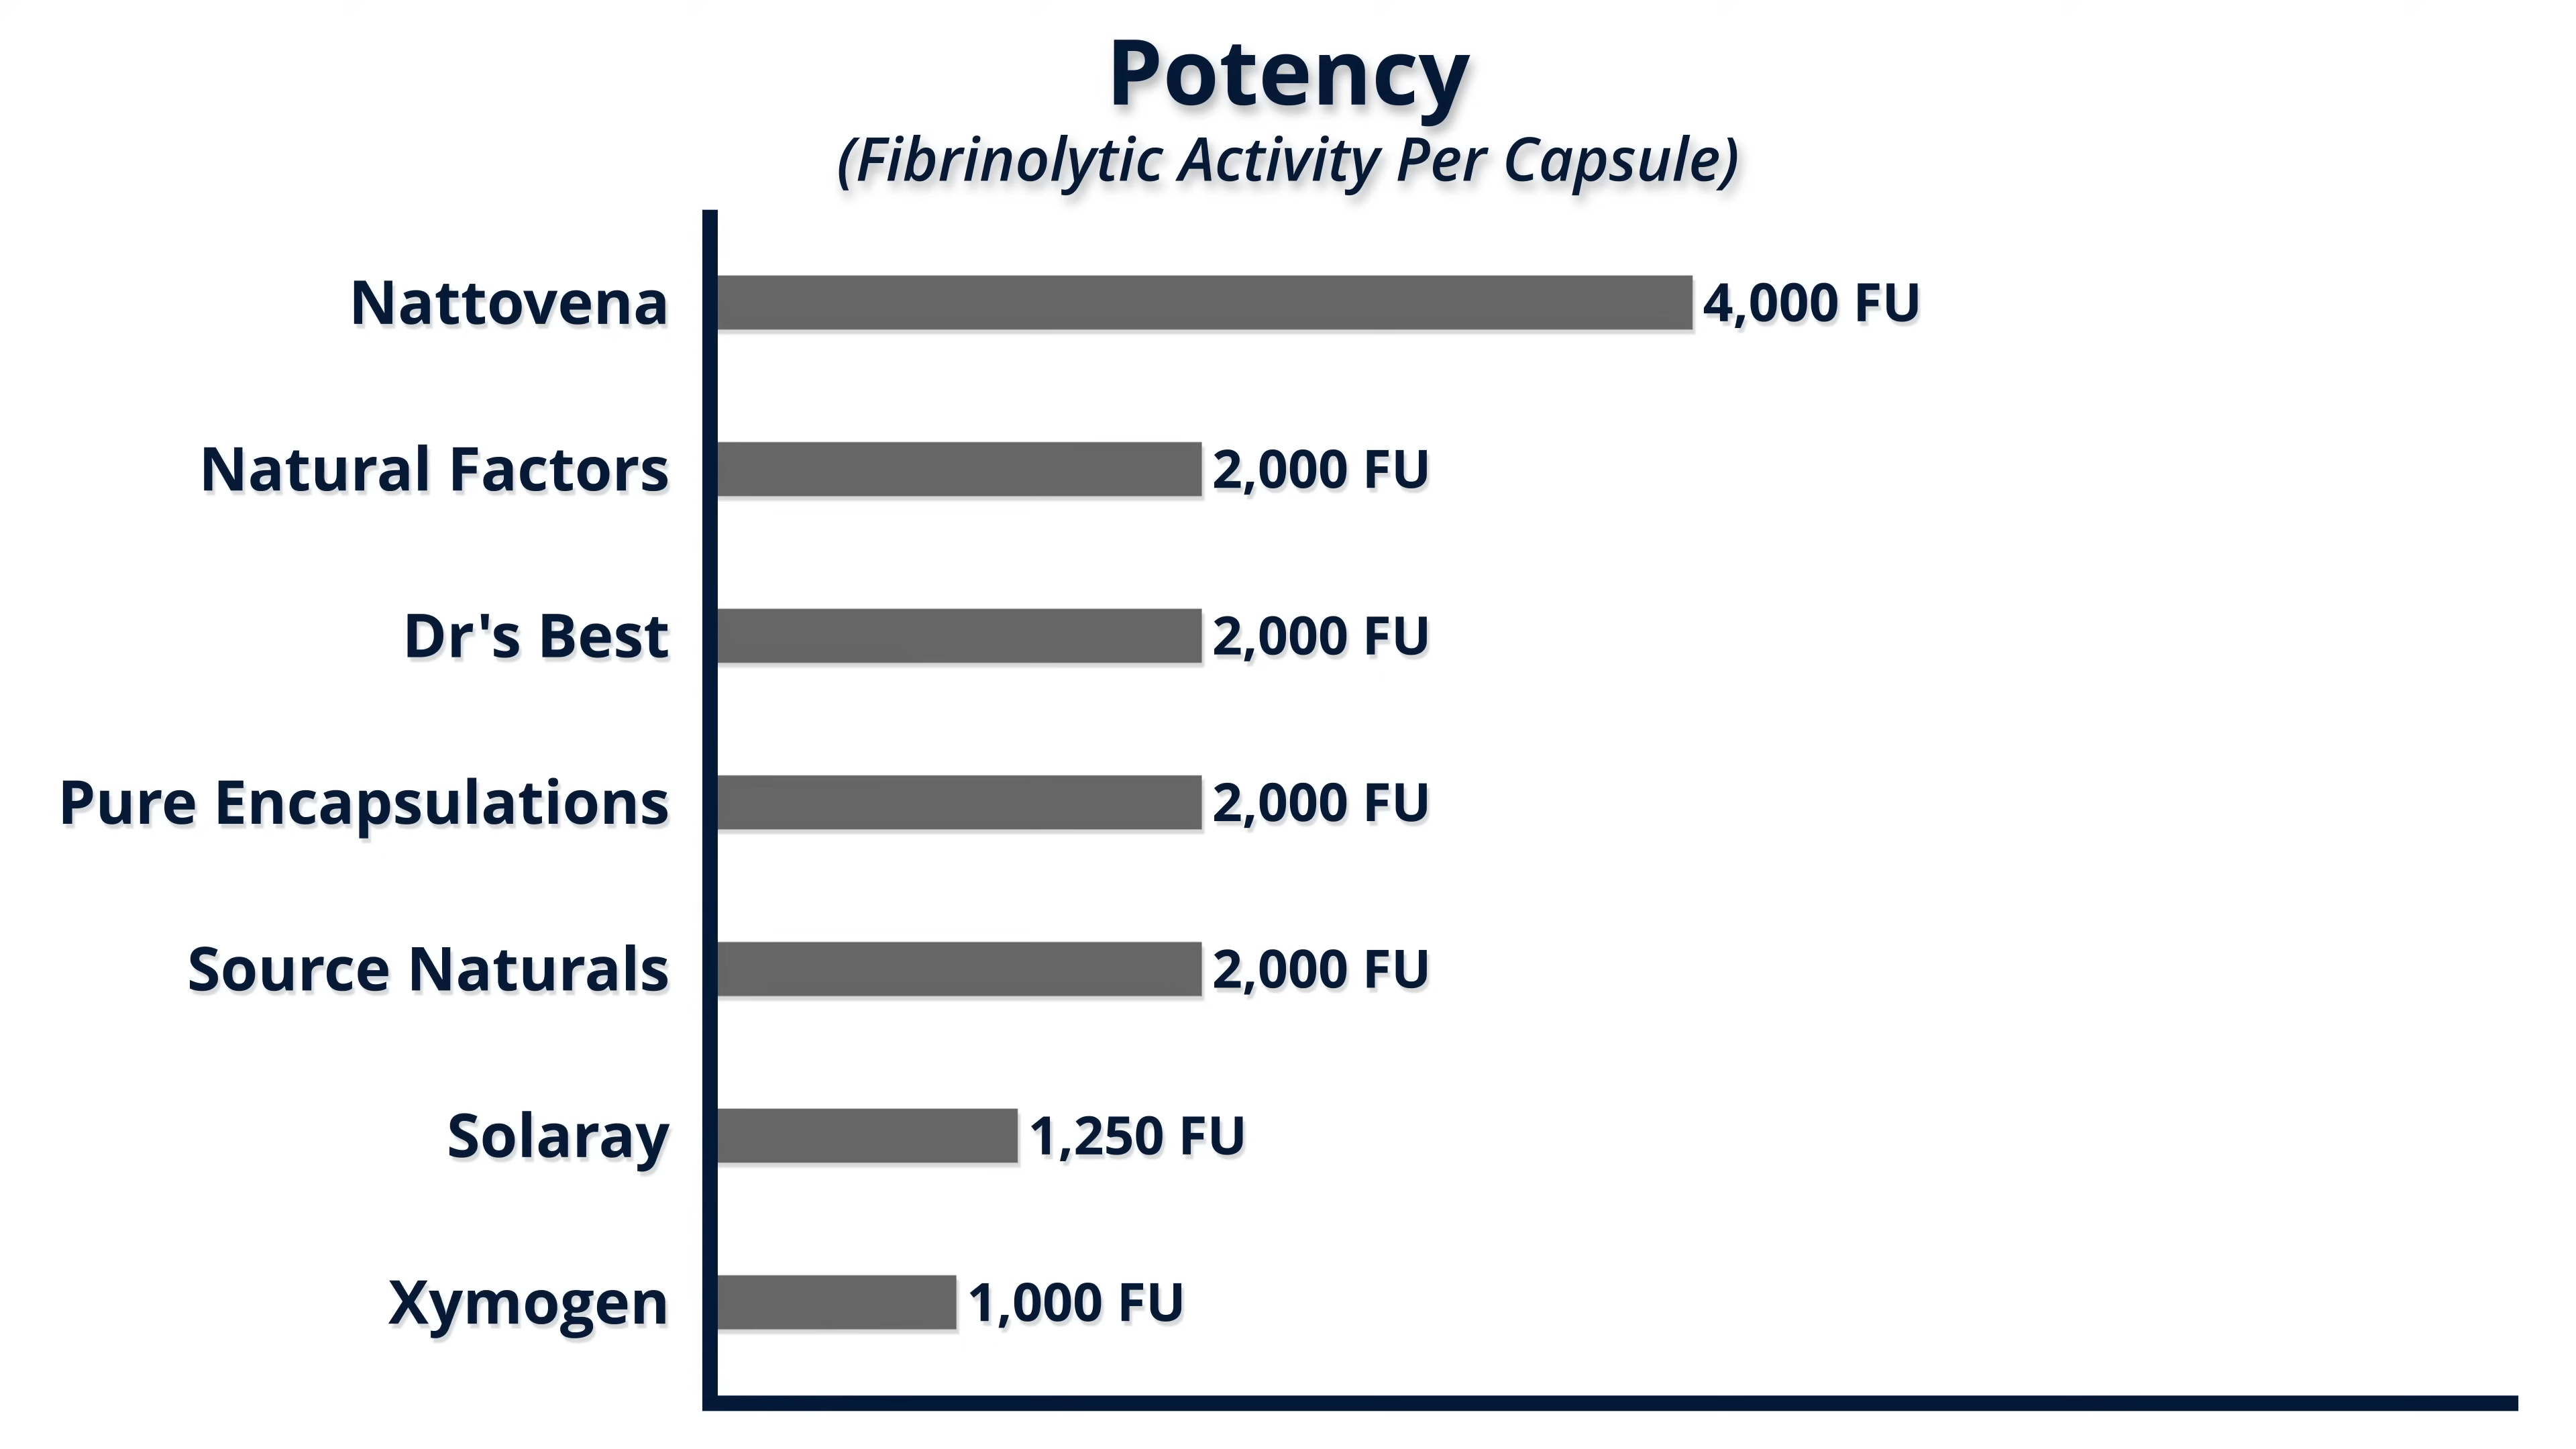 Potency
(Fibrinolytic Activity Per Capsule)
Nattovena 4,000 FU
Natural Factors 2,000 FU
Dr's Best 2,000 FU
Pure Encapsulations 2,000 FU
Source Naturals 2,000 FU
Solaray 1,250 FU
Xymogen 1,000 FU